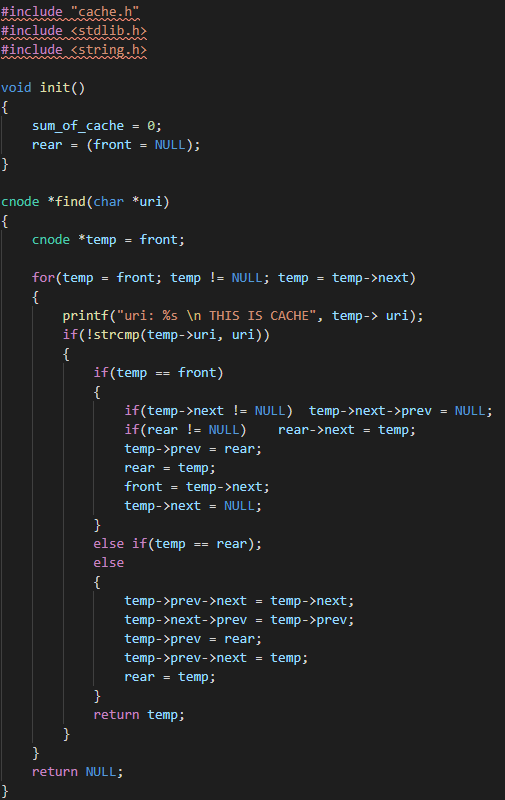 #include "cache.h"
#include <stdlib.h>
#include <string.h>

void init()
{
    sum_of_cache = 0;
    rear = (front = NULL);
}

cnode *find(char *uri)
{
    cnode *temp = front;

    for(temp = front; temp != NULL; temp = temp->next)
    {
        printf("uri: %s \n THIS IS CACHE", temp-> uri);
        if(!strcmp(temp->uri, uri))
        {
            if(temp == front)
            {
                if(temp->next != NULL)  temp->next->prev = NULL;
                if(rear != NULL)    rear->next = temp;
                temp->prev = rear;
                rear = temp;
                front = temp->next;
                temp->next = NULL;
            }
            else if(temp == rear);
            else
            {
                temp->prev->next = temp->next;
                temp->next->prev = temp->prev;
                temp->prev = rear;
                temp->prev->next = temp;
                rear = temp;
            }
            return temp;
        }
    }
    return NULL;
}